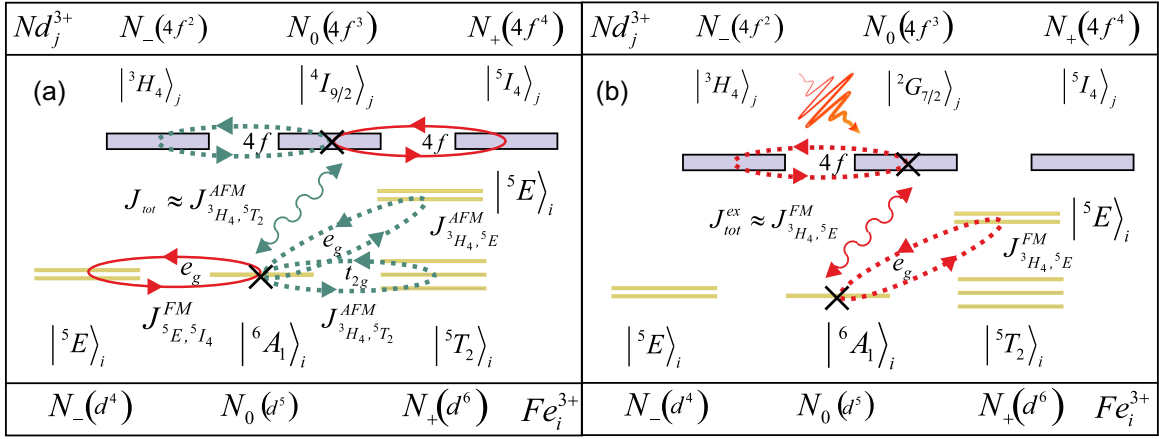 Nd_j^{3+} N_-(4f^2) N_0(4f^3) N_+(4f^4)
(a) |^3H_4⟩_j |^4I_{9/2}⟩_j |^5I_4⟩_j
4f 4f
|^5E⟩_i
J_{tot} ≈ J^{AFM}_{^3H_4,^5T_2}
J^{AFM}_{^3H_4,^5E}
e_g
e_g t_{2g}
J^{FM}_{^5E,^5I_4} J^{AFM}_{^3H_4,^5T_2}
|^5E⟩_i |^6A_1⟩_i |^5T_2⟩_i
N_-(d^4) N_0(d^5) N_+(d^6) Fe_i^{3+}
Nd_j^{3+} N_-(4f^2) N_0(4f^3) N_+(4f^4)
(b) |^3H_4⟩_j |^2G_{7/2}⟩_j |^5I_4⟩_j
4f
J^{ex}_{tot} ≈ J^{FM}_{^3H_4,^5E}
|^5E⟩_i
J^{FM}_{^3H_4,^5E}
e_g
|^5E⟩_i |^6A_1⟩_i |^5T_2⟩_i
N_-(d^4) N_0(d^5) N_+(d^6) Fe_i^{3+}